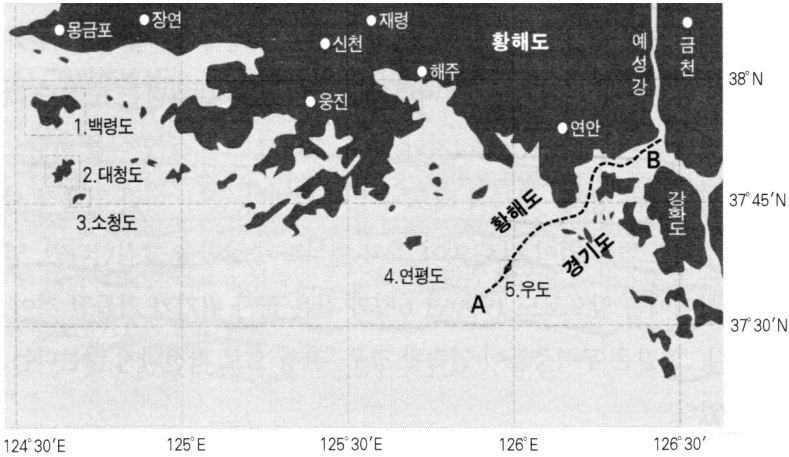 몽금포
장연
재령
신천
황해도
예성강
금천
해주
38°N
웅진
1.백령도
연안
B
2.대청도
37°45′N
강화도
황해도
3.소청도
경기도
4.연평도
5.우도
A
37°30′N
124°30′E
125°E
125°30′E
126°E
126°30′